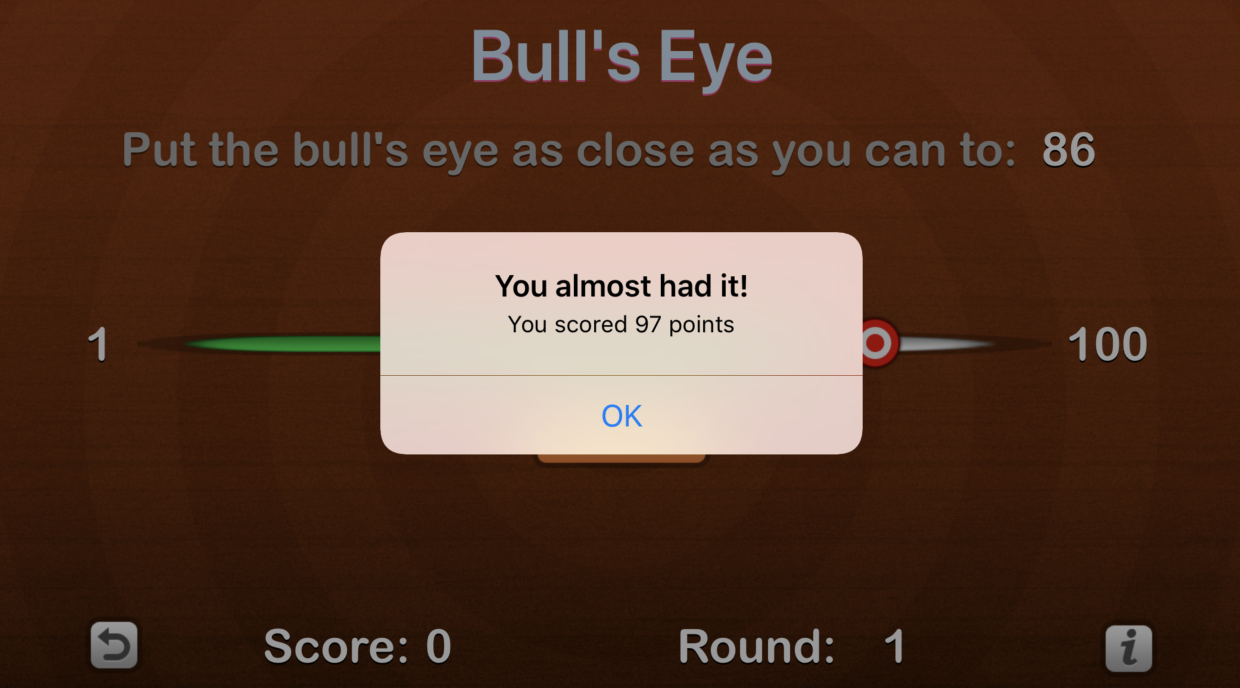 Bull's Eye
Put the bull's eye as close as you can to: 86
You almost had it!
You scored 97 points
1 100
OK
Score: 0 Round: 1 i